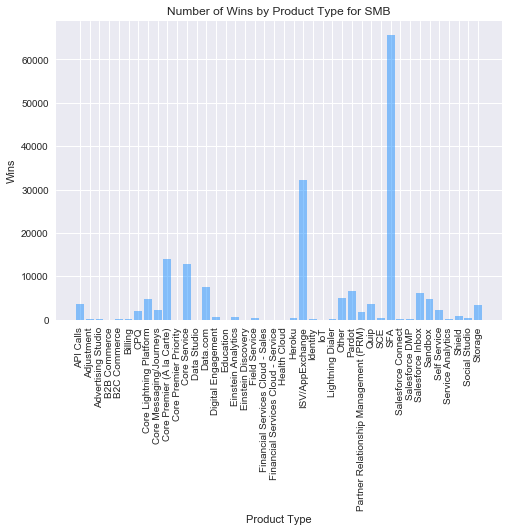 Number of Wins by Product Type for SMB
Wins
60000
50000
40000
30000
20000
10000
0
API Calls
Adjustment
Advertising Studio
B2B Commerce
B2C Commerce
Billing
CPQ
Core Lightning Platform
Core Messaging/Journeys
Core Premier (A la Carte)
Core Premier Priority
Core Service
Data Studio
Data.com
Digital Engagement
Education
Einstein Analytics
Einstein Discovery
Field Service
Financial Services Cloud - Sales
Financial Services Cloud - Service
Health Cloud
Heroku
ISV/AppExchange
Identity
IoT
Lightning Dialer
Other
Pardot
Partner Relationship Management (PRM)
Quip
SCE
SFA
Salesforce Connect
Salesforce DMP
Salesforce Inbox
Sandbox
Self Service
Service Analytics
Shield
Social Studio
Storage
Product Type